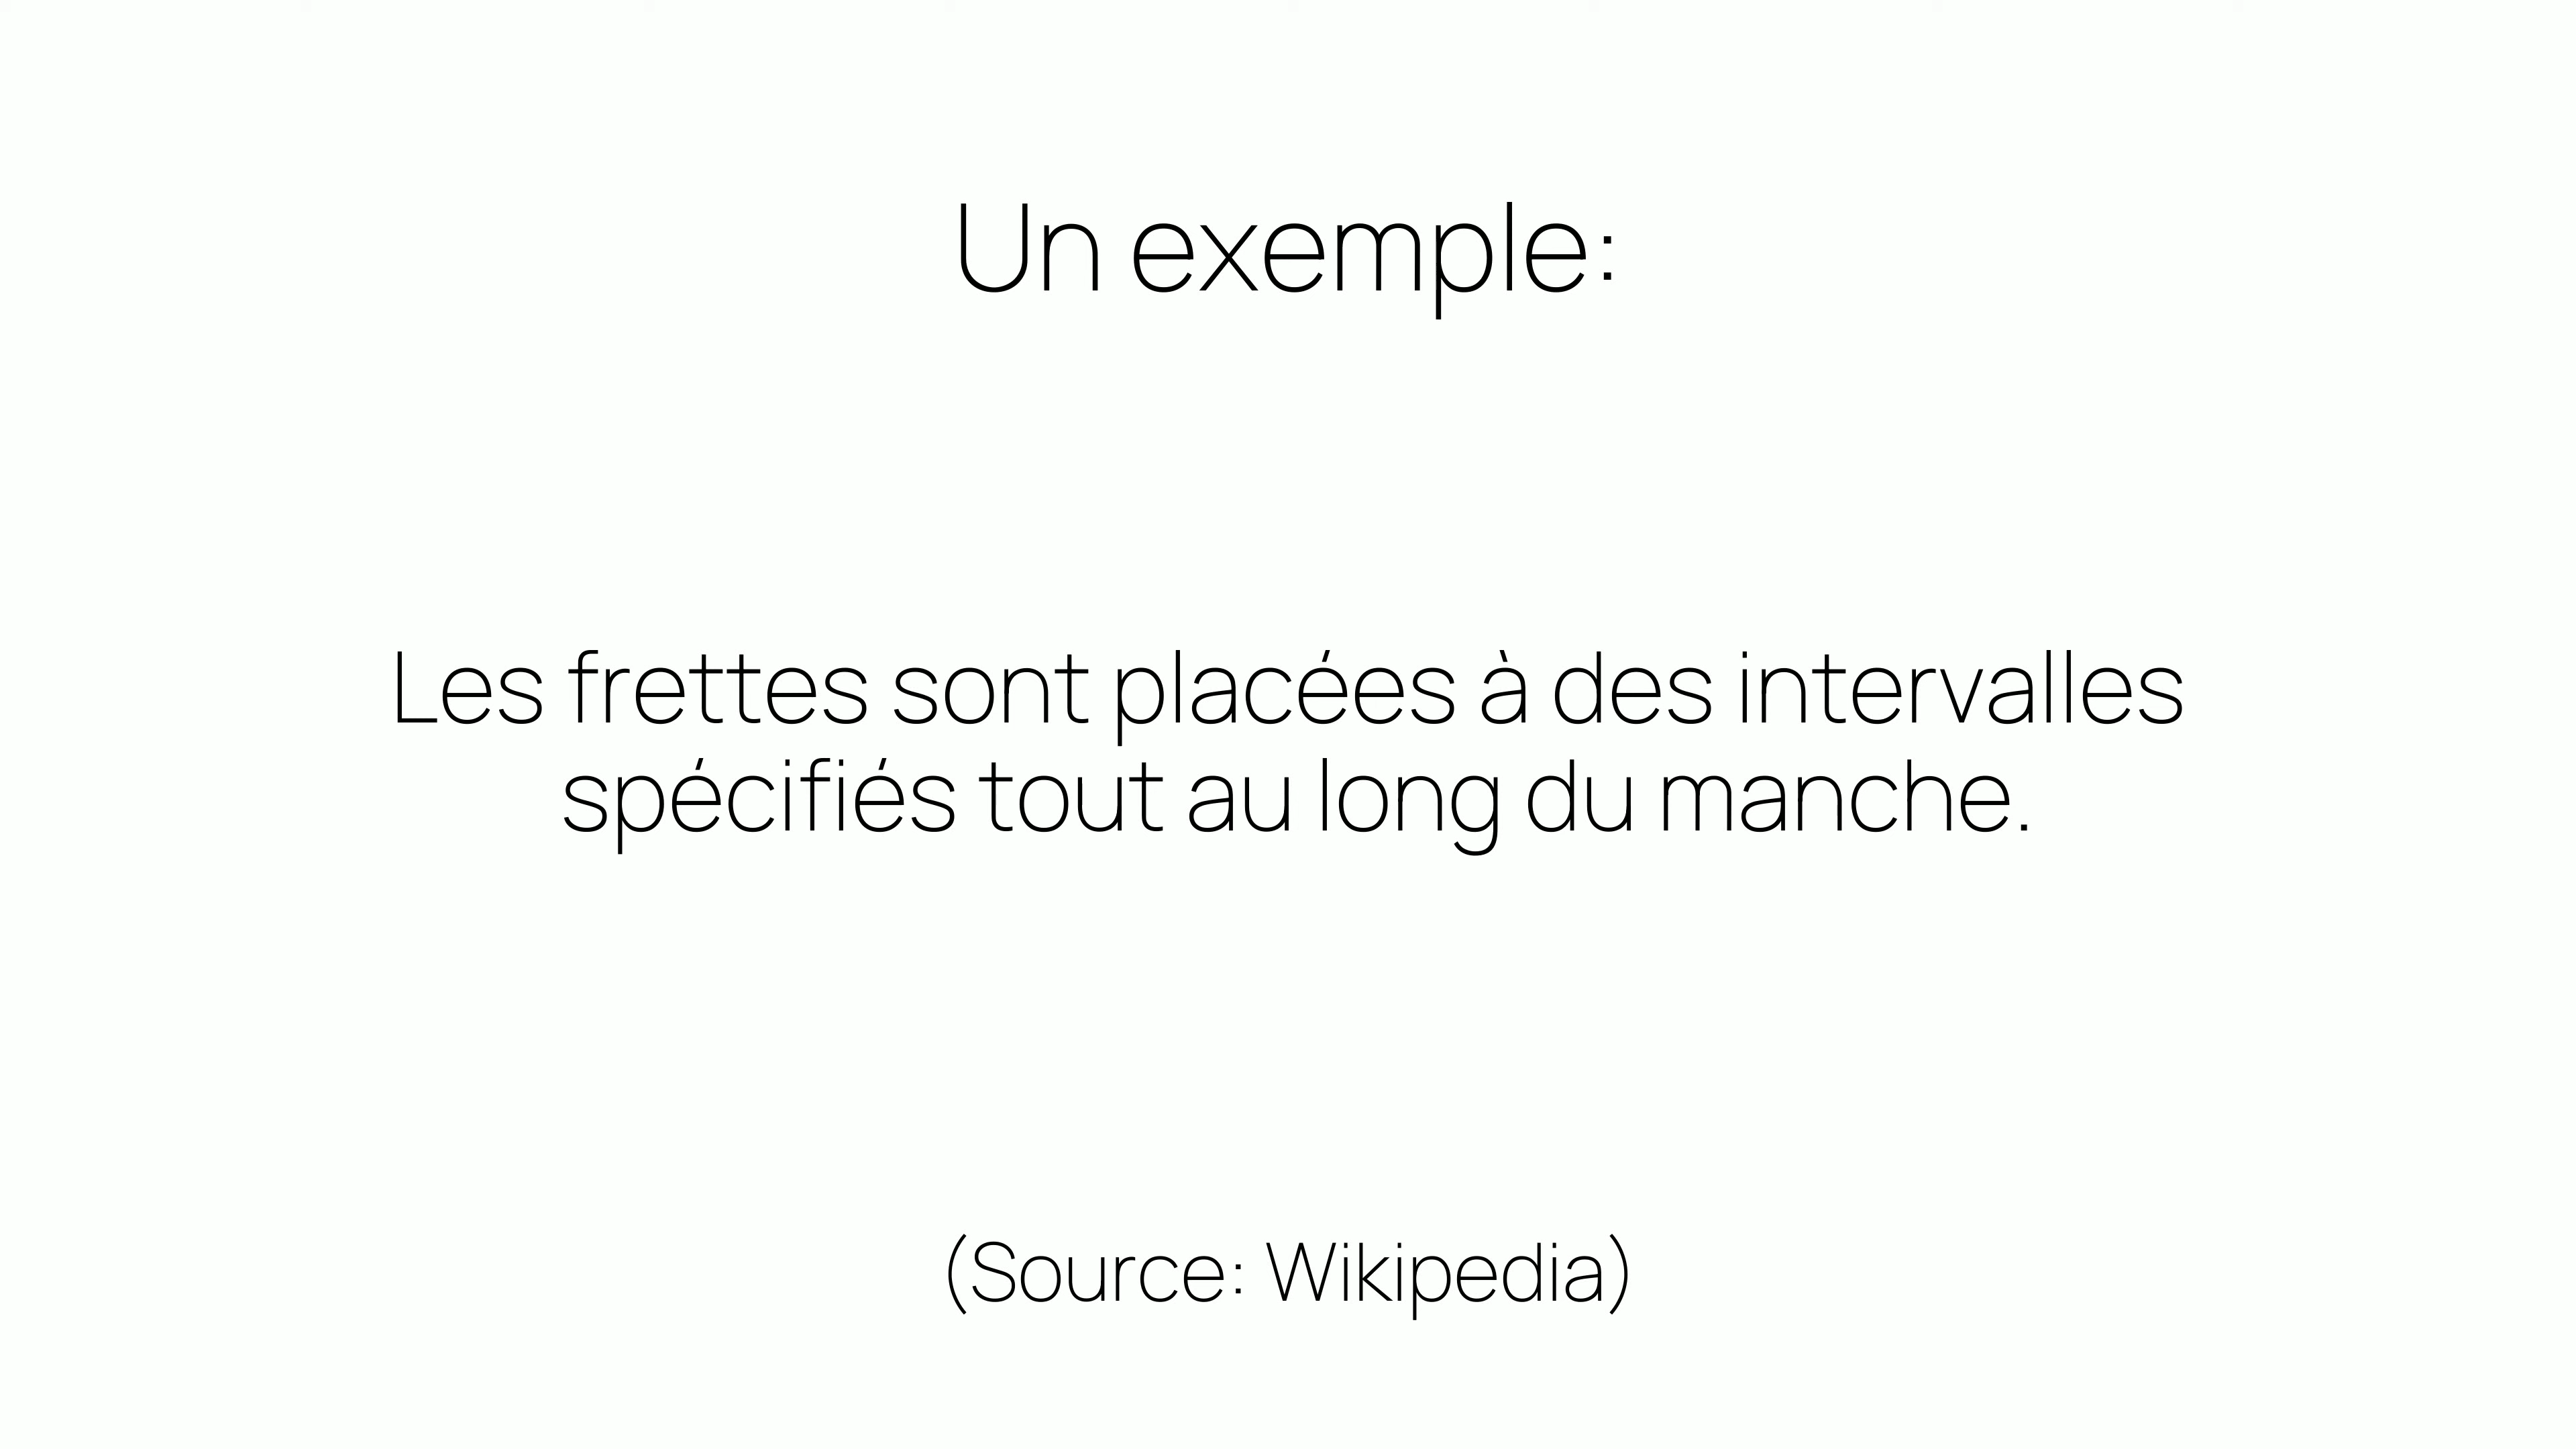 Un exemple:
Les frettes sont placées à des intervalles
spécifiés tout au long du manche.
(Source: Wikipedia)